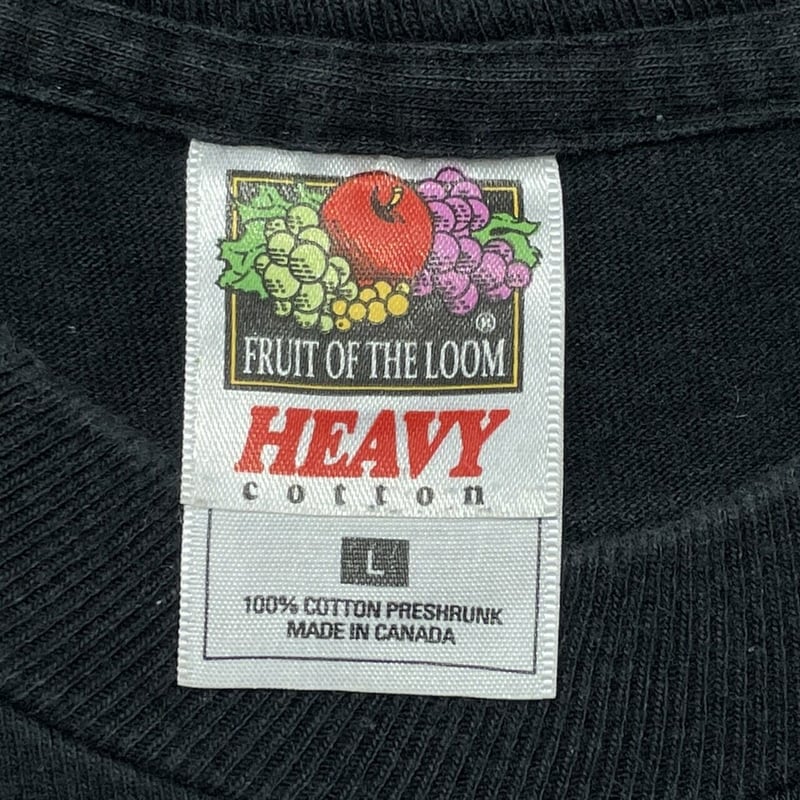 ®
FRUIT OF THE LOOM
HEAVY
cotton
L
100% COTTON PRESHRUNK
MADE IN CANADA